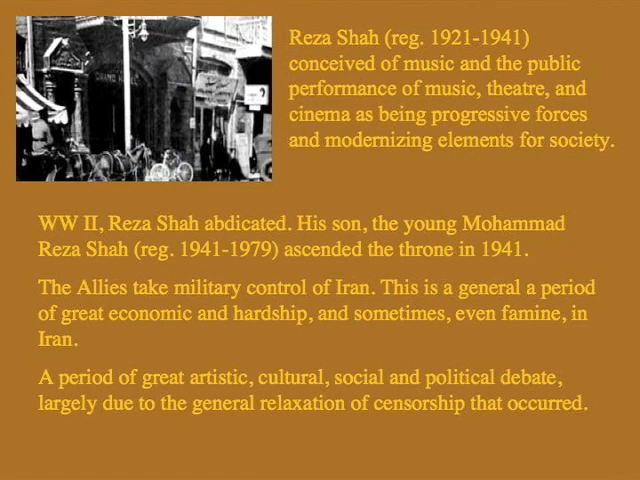 GRAND HOTEL
Reza Shah (reg. 1921-1941)
conceived of music and the public
performance of music, theatre, and
cinema as being progressive forces
and modernizing elements for society.
WW II, Reza Shah abdicated. His son, the young Mohammad
Reza Shah (reg. 1941-1979) ascended the throne in 1941.
The Allies take military control of Iran. This is a general a period
of great economic and hardship, and sometimes, even famine, in
Iran.
A period of great artistic, cultural, social and political debate,
largely due to the general relaxation of censorship that occurred.